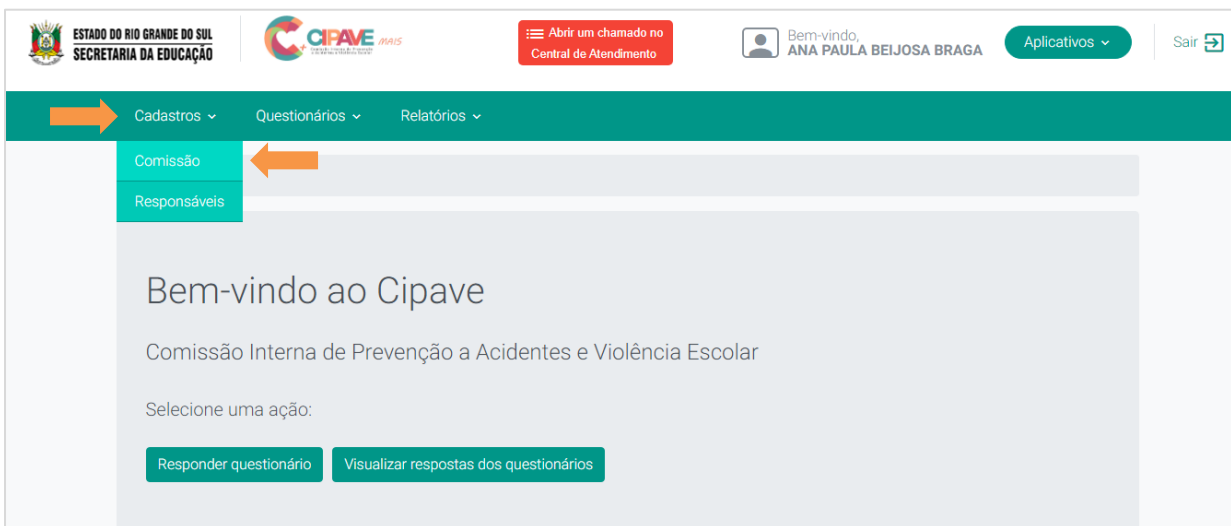 ESTADO DO RIO GRANDE DO SUL
SECRETARIA DA EDUCAÇÃO
CIPAVE MAIS
Abrir um chamado no
Central de Atendimento
Bem-vindo,
ANA PAULA BEIJOSA BRAGA
Aplicativos
Sair
Cadastros
Questionários
Relatórios
Comissão
Responsáveis
Bem-vindo ao Cipave
Comissão Interna de Prevenção a Acidentes e Violência Escolar
Selecione uma ação:
Responder questionário
Visualizar respostas dos questionários